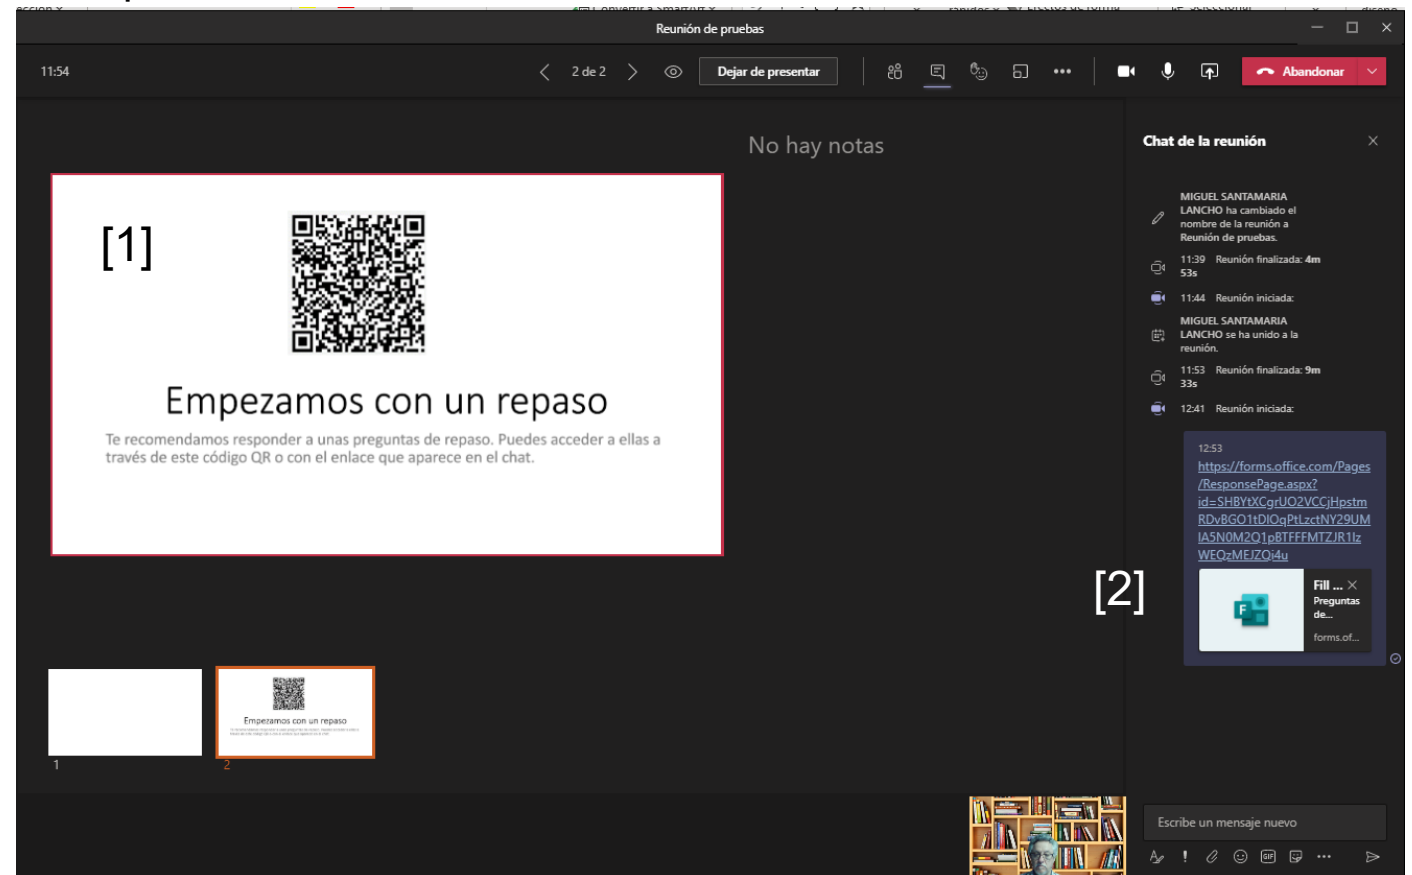 Reunión de pruebas
11:54
2 de 2
Dejar de presentar
Abandonar
No hay notas
[1]
Empezamos con un repaso
Te recomendamos responder a unas preguntas de repaso. Puedes acceder a ellas a
través de este código QR o con el enlace que aparece en el chat.
1
Empezamos con un repaso
2
Chat de la reunión
MIGUEL SANTAMARIA
LANCHO ha cambiado el
nombre de la reunión a
Reunión de pruebas.
11:39 Reunión finalizada: 4m
53s
11:44 Reunión iniciada:
MIGUEL SANTAMARIA
LANCHO se ha unido a la
reunión.
11:53 Reunión finalizada: 9m
33s
12:41 Reunión iniciada:
12:53
https://forms.office.com/Pages
/ResponsePage.aspx?
id=SHBYtXCgrUO2VCCjHpstm
RDvBGO1tDlOqPtLzctNY29UM
lA5N0M2Q1pBTFFFMTZJR1Iz
WEQzMEJZQi4u
[2]
Fill ...
Preguntas
de...
forms.of...
Escribe un mensaje nuevo
GIF